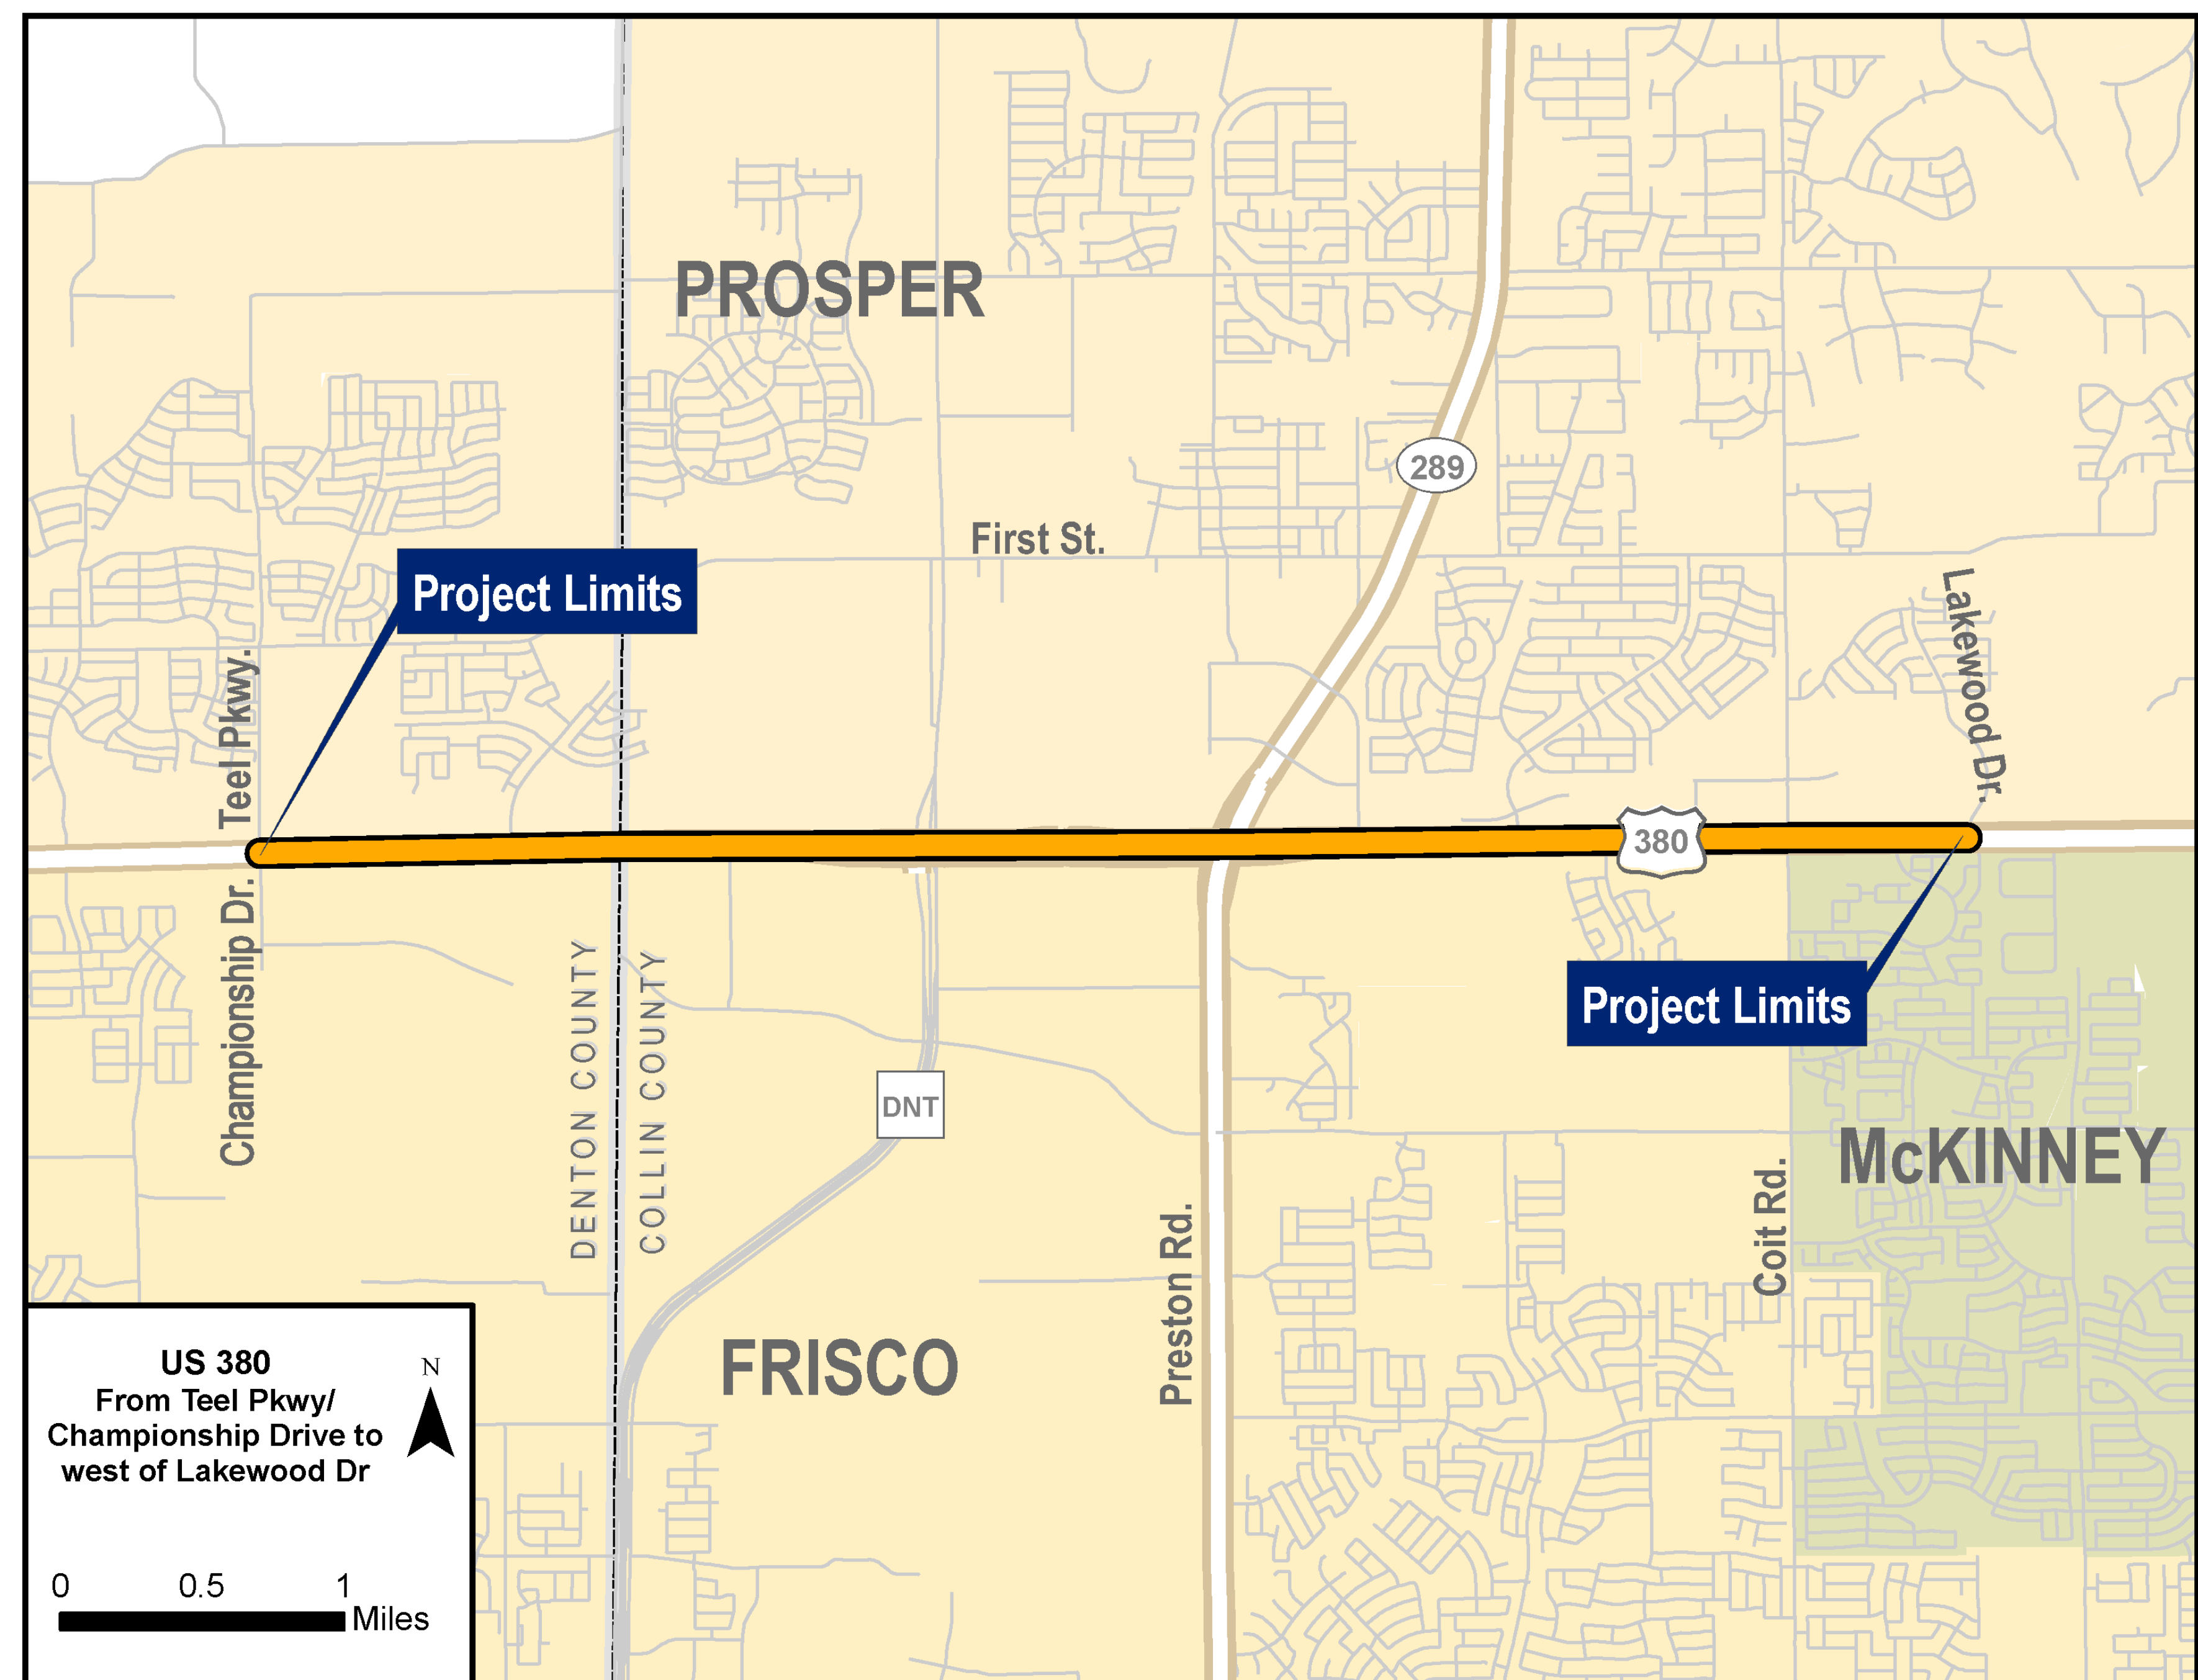 PROSPER
289
First St.
Project Limits
Lakewood Dr.
Teel Pkwy.
380
Championship Dr.
DENTON COUNTY
COLLIN COUNTY
Project Limits
DNT
McKINNEY
Coit Rd.
Preston Rd.
FRISCO
US 380
From Teel Pkwy/
Championship Drive to
west of Lakewood Dr
N
0 0.5 1
Miles